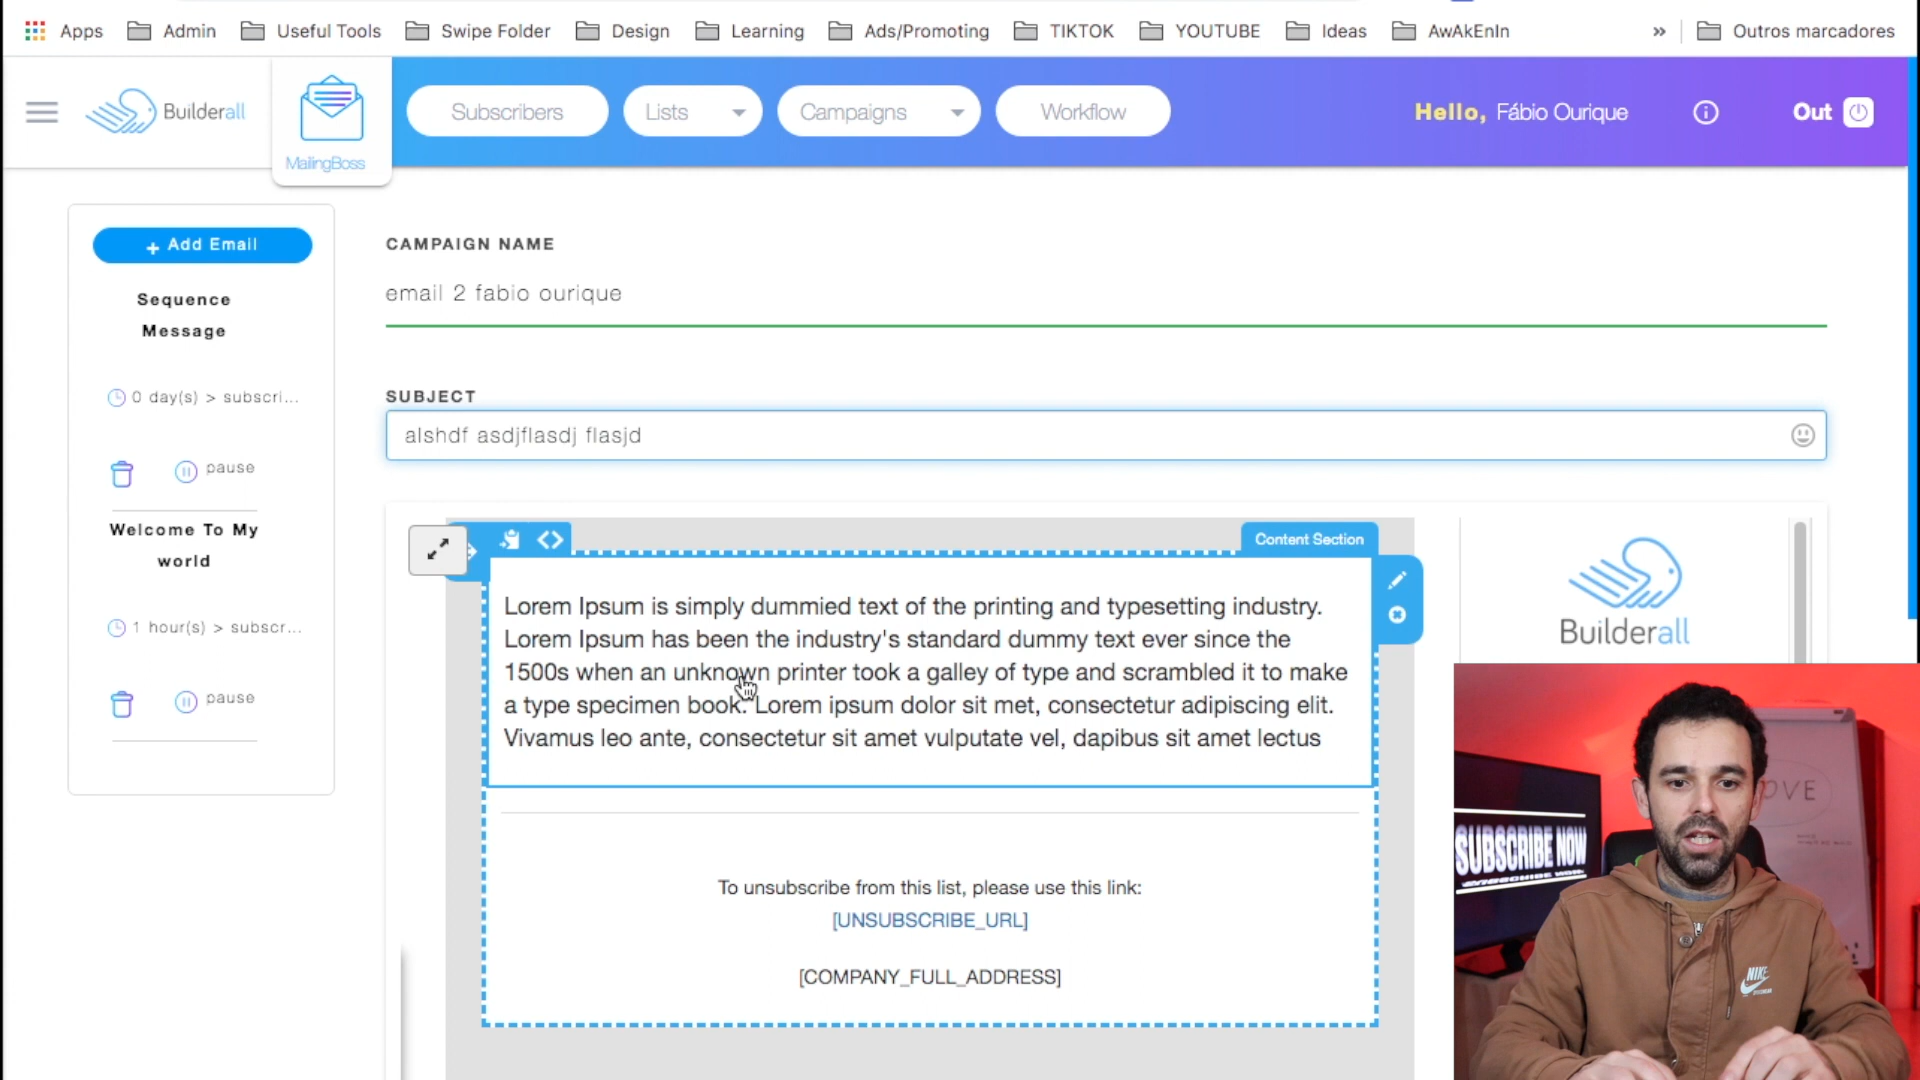 Apps Admin Useful Tools Swipe Folder Design Learning Ads/Promoting TIKTOK YOUTUBE Ideas AwAkEnIn » Outros marcadores
Builderall
MailingBoss
Subscribers Lists Campaigns Workflow
Hello, Fábio Ourique
Out
+ Add Email
Sequence
Message
0 day(s) > subscri...
pause
Welcome To My
world
1 hour(s) > subscr...
pause
CAMPAIGN NAME
email 2 fabio ourique
SUBJECT
alshdf asdjflasdj flasjd
Content Section
Lorem Ipsum is simply dummied text of the printing and typesetting industry.
Lorem Ipsum has been the industry's standard dummy text ever since the
1500s when an unknown printer took a galley of type and scrambled it to make
a type specimen book. Lorem ipsum dolor sit met, consectetur adipiscing elit.
Vivamus leo ante, consectetur sit amet vulputate vel, dapibus sit amet lectus
To unsubscribe from this list, please use this link:
[UNSUBSCRIBE_URL]
[COMPANY_FULL_ADDRESS]
Builderall
SUBSCRIBE NOW
OVE
NIKE